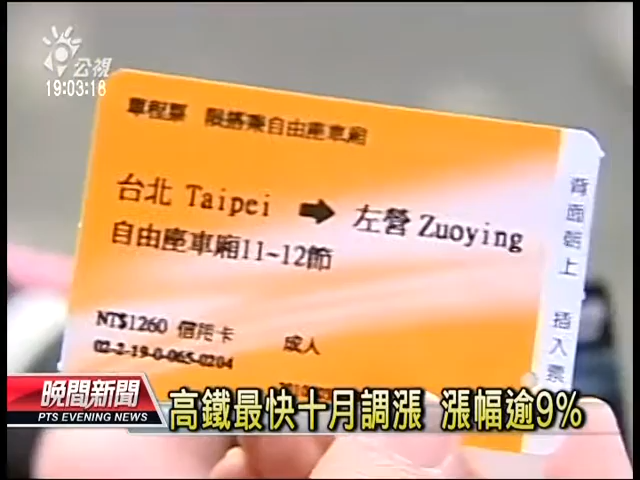 公視
19:03:18
單程票 限搭乘自由座車廂
台北 Taipei → 左營 Zuoying
自由座車廂11~12節
NT$1260 信用卡 成人
02-2-19-0-065-0204
背面朝上 插入票
晚間新聞
PTS EVENING NEWS
高鐵最快十月調漲 漲幅逾9%